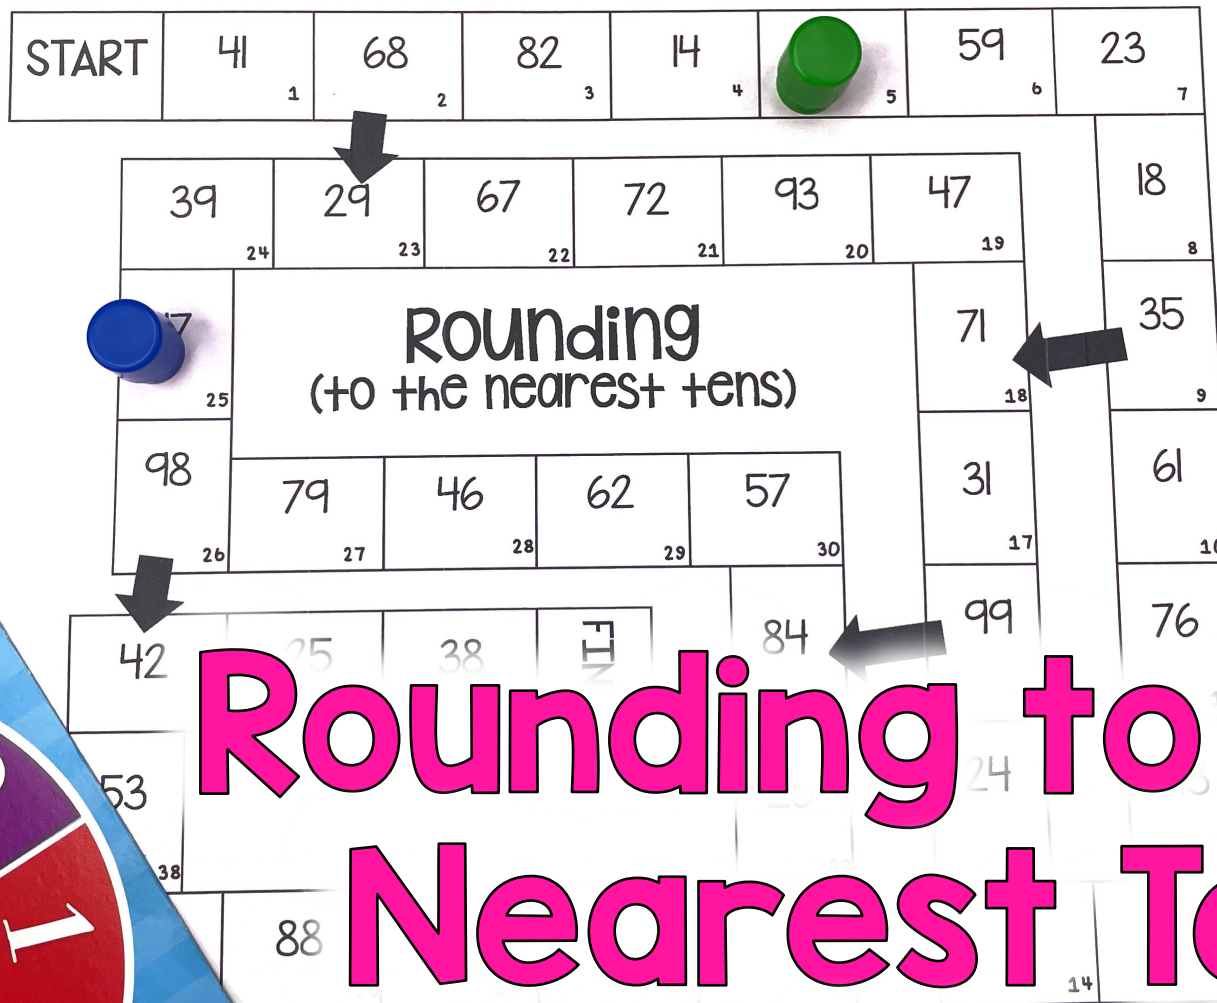 START 41 68 82 14 59 23
1 2 3 4 5 6 7
39 29 67 72 93 47 18
24 23 22 21 20 19 8
Rounding
(to the nearest tens)
71 35
25 18 9
98 79 46 62 57 31 61
26 27 28 29 30 17
42 25 38 84 99 76
Rounding to
53 24
38
Nearest
1 88
14